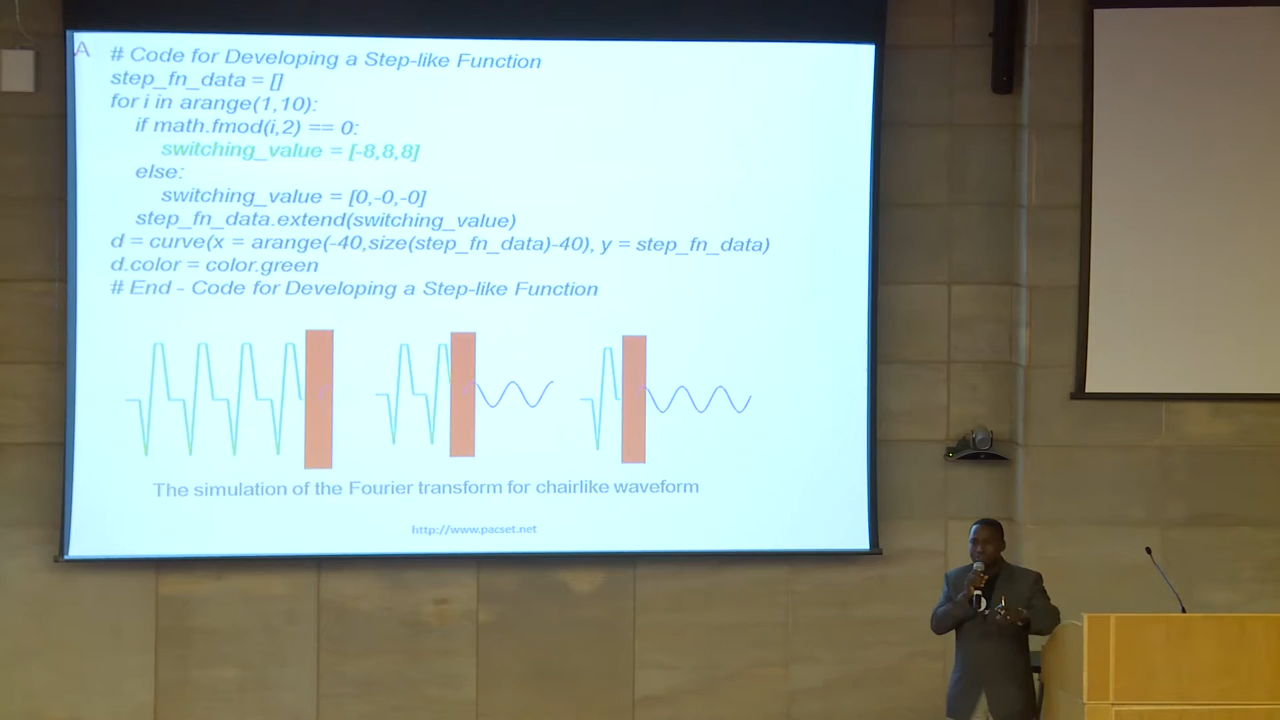 A
# Code for Developing a Step-like Function
step_fn_data = []
for i in arange(1,10):
if math.fmod(i,2) == 0:
switching_value = [-8,8,8]
else:
switching_value = [0,-0,-0]
step_fn_data.extend(switching_value)
d = curve(x = arange(-40,size(step_fn_data)-40), y = step_fn_data)
d.color = color.green
# End - Code for Developing a Step-like Function
The simulation of the Fourier transform for chairlike waveform
http://www.pacset.net